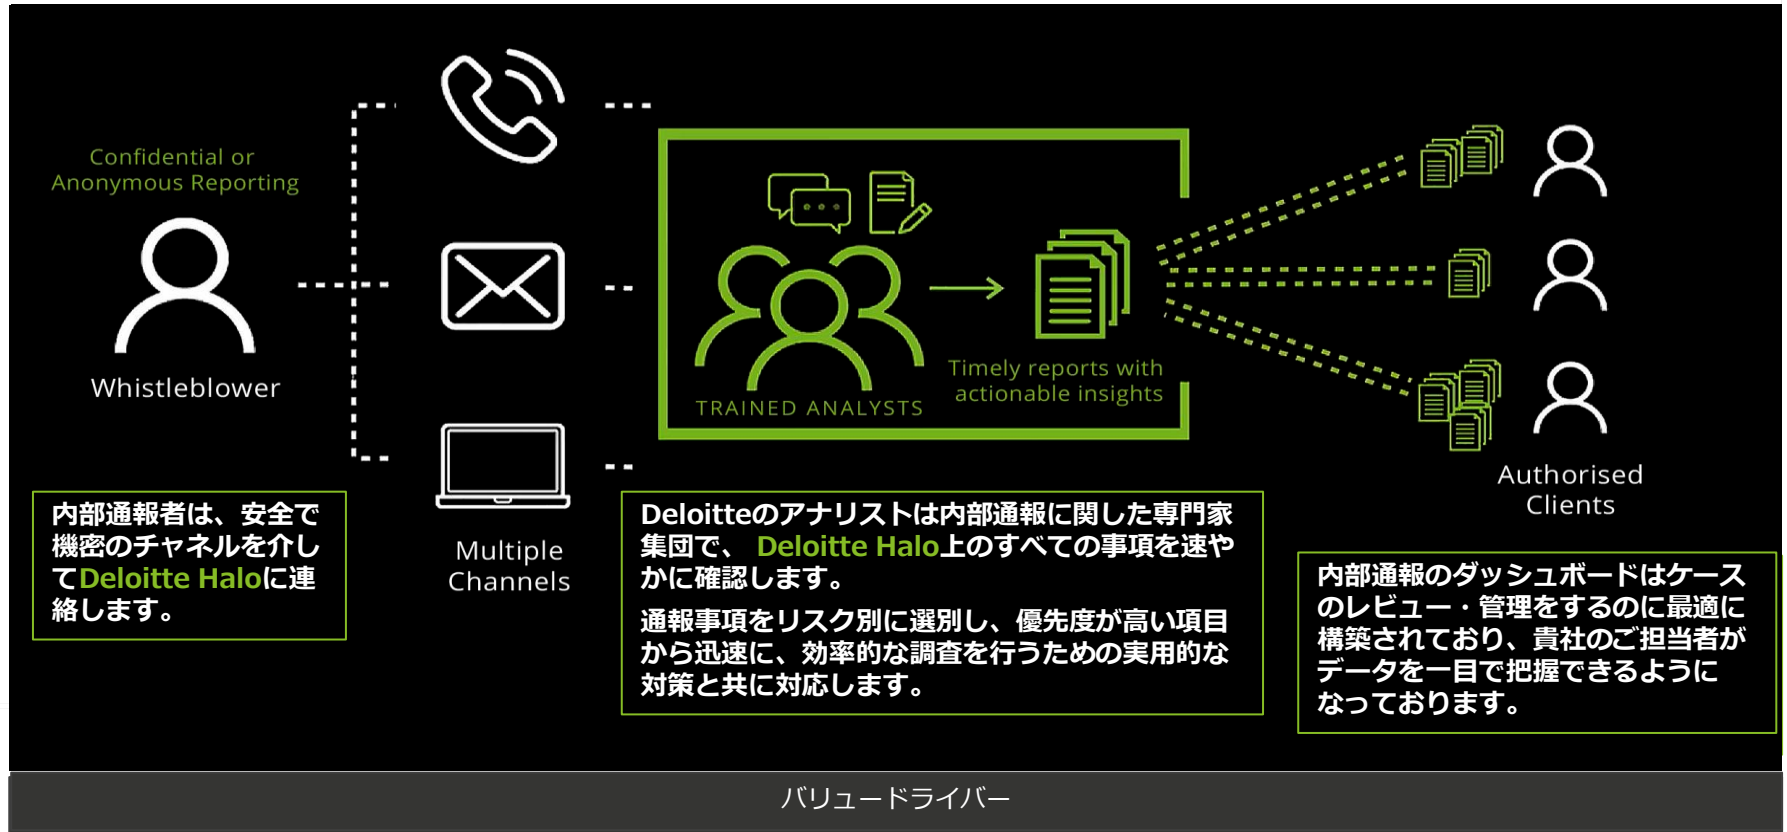 Confidential or
Anonymous Reporting
Whistleblower
内部通報者は、安全で
機密のチャネルを介し
てDeloitte Haloに連
絡します。
Multiple
Channels
TRAINED ANALYSTS
Timely reports with
actionable insights
Deloitteのアナリストは内部通報に関した専門家
集団で、 Deloitte Halo上のすべての事項を速や
かに確認します。
通報事項をリスク別に選別し、優先度が高い項目
から迅速に、効率的な調査を行うための実用的な
対策と共に対応します。
Authorised
Clients
内部通報のダッシュボードはケース
のレビュー・管理をするのに最適に
構築されており、貴社のご担当者が
データを一目で把握できるように
なっております。
バリュードライバー